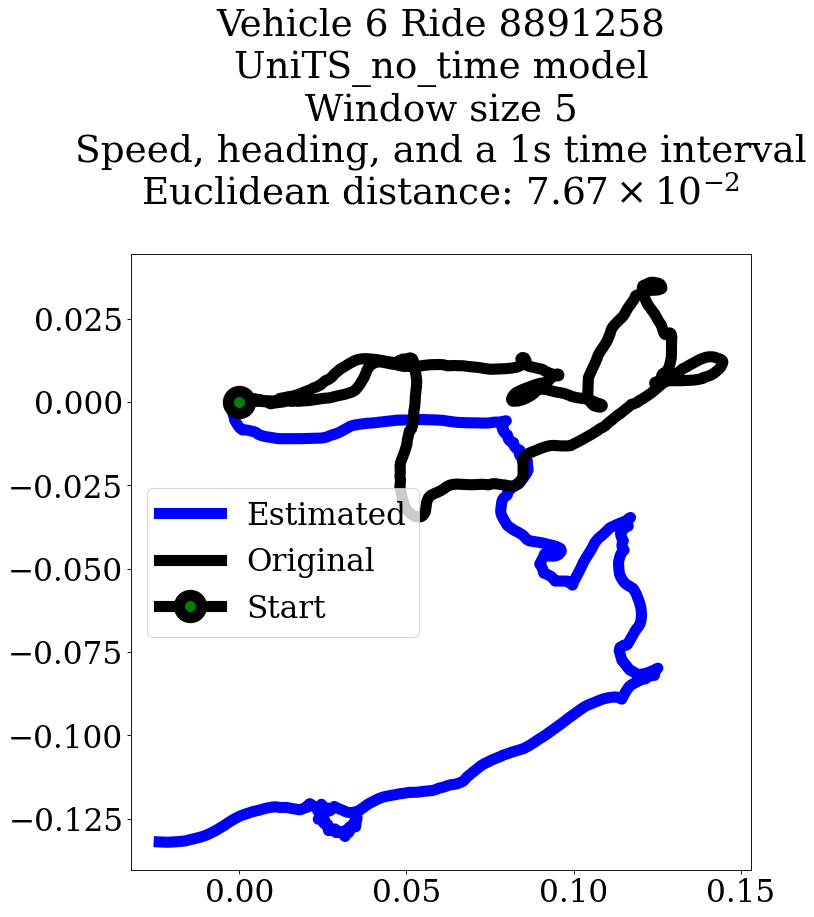 Vehicle 6 Ride 8891258
UniTS_no_time model
Window size 5
Speed, heading, and a 1s time interval
Euclidean distance: 7.67 × 10⁻²
0.025
0.000
−0.025
−0.050
−0.075
−0.100
−0.125
Estimated
Original
Start
0.00 0.05 0.10 0.15